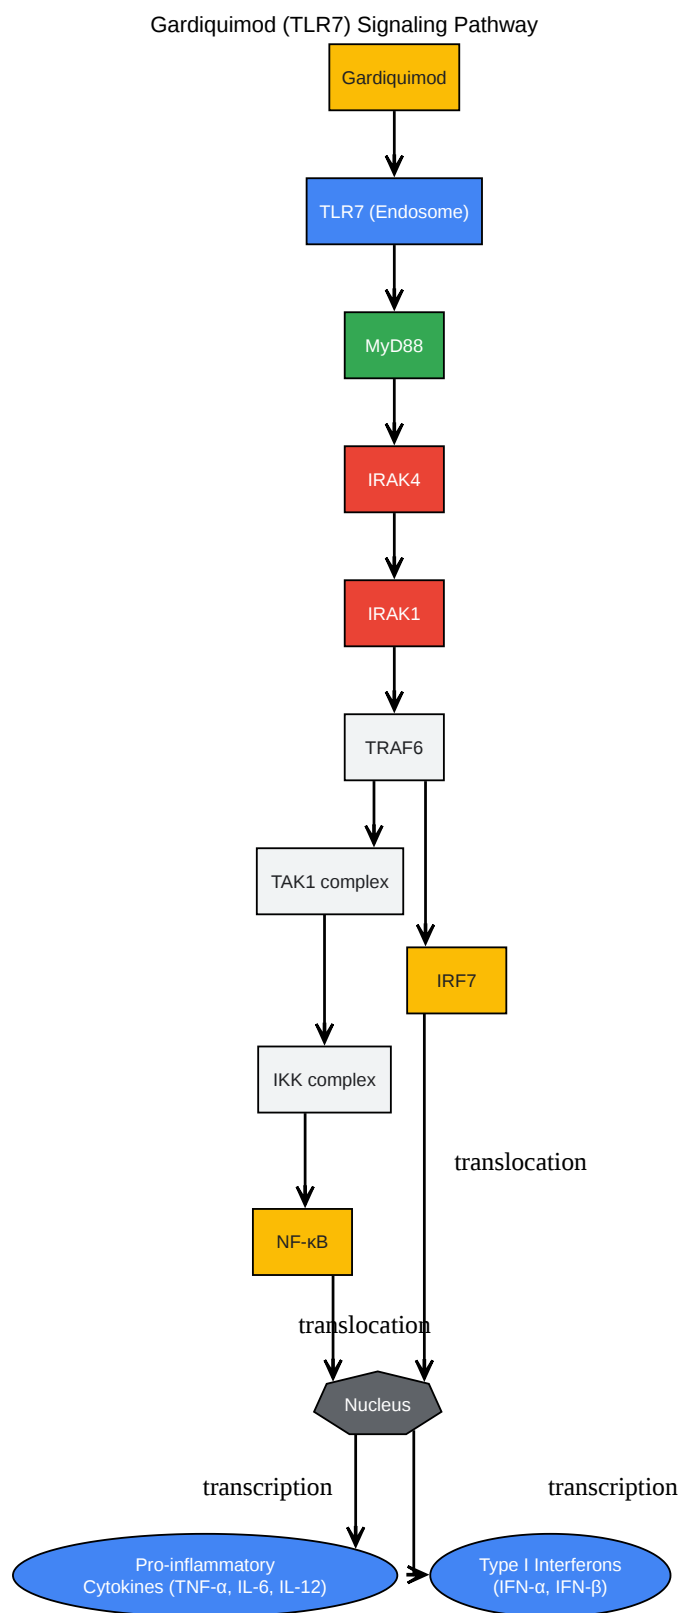 Gardiquimod (TLR7) Signaling Pathway
Gardiquimod
TLR7 (Endosome)
MyD88
IRAK4
IRAK1
TRAF6
TAK1 complex
IRF7
IKK complex
translocation
NF-κB
translocation
Nucleus
transcription
transcription
Pro-inflammatory
Cytokines (TNF-α, IL-6, IL-12)
Type I Interferons
(IFN-α, IFN-β)